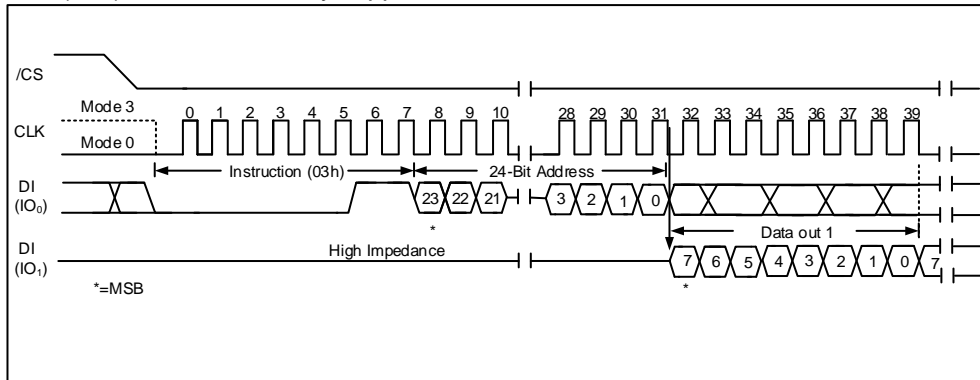 /CS
Mode 3
0 1 2 3 4 5 6 7 8 9 10 28 29 30 31 32 33 34 35 36 37 38 39
CLK
Mode 0
Instruction (03h) 24-Bit Address
DI
(IO0)
23 22 21 3 2 1 0
*
Data out 1
DI
(IO1)
High Impedance
7 6 5 4 3 2 1 0 7
*
*=MSB